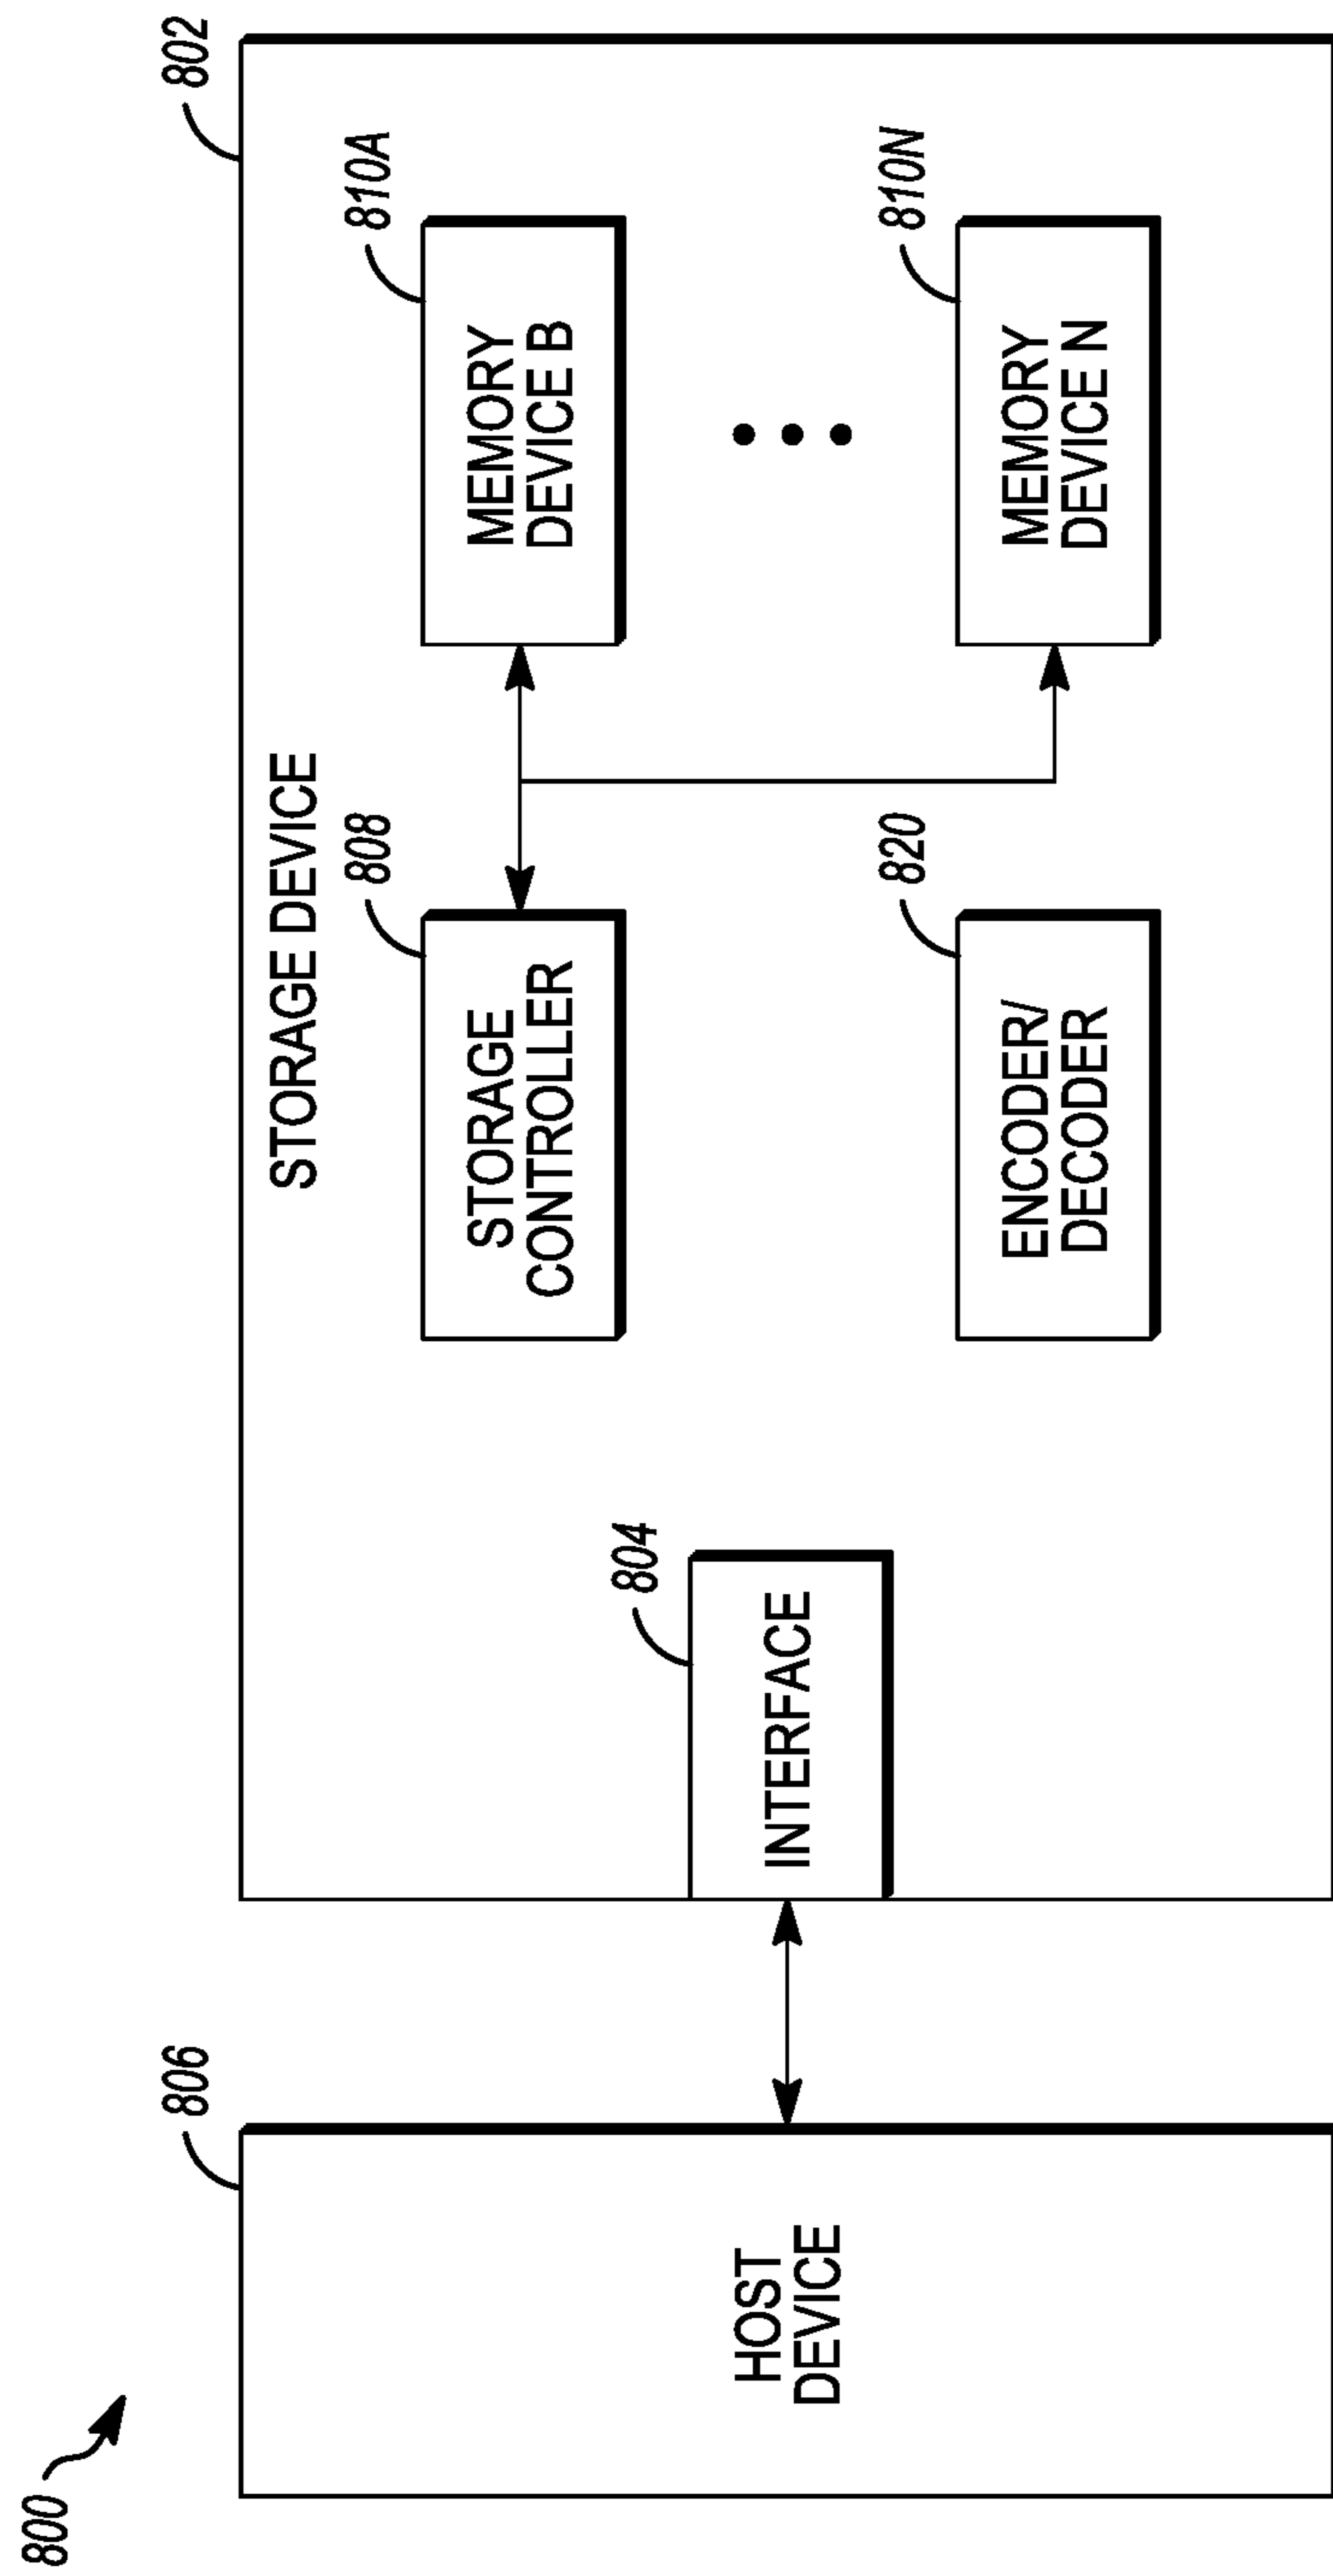 800
806
HOST
DEVICE
802
STORAGE DEVICE
804
INTERFACE
808
STORAGE
CONTROLLER
810A
MEMORY
DEVICE B
820
ENCODER/
DECODER
810N
MEMORY
DEVICE N